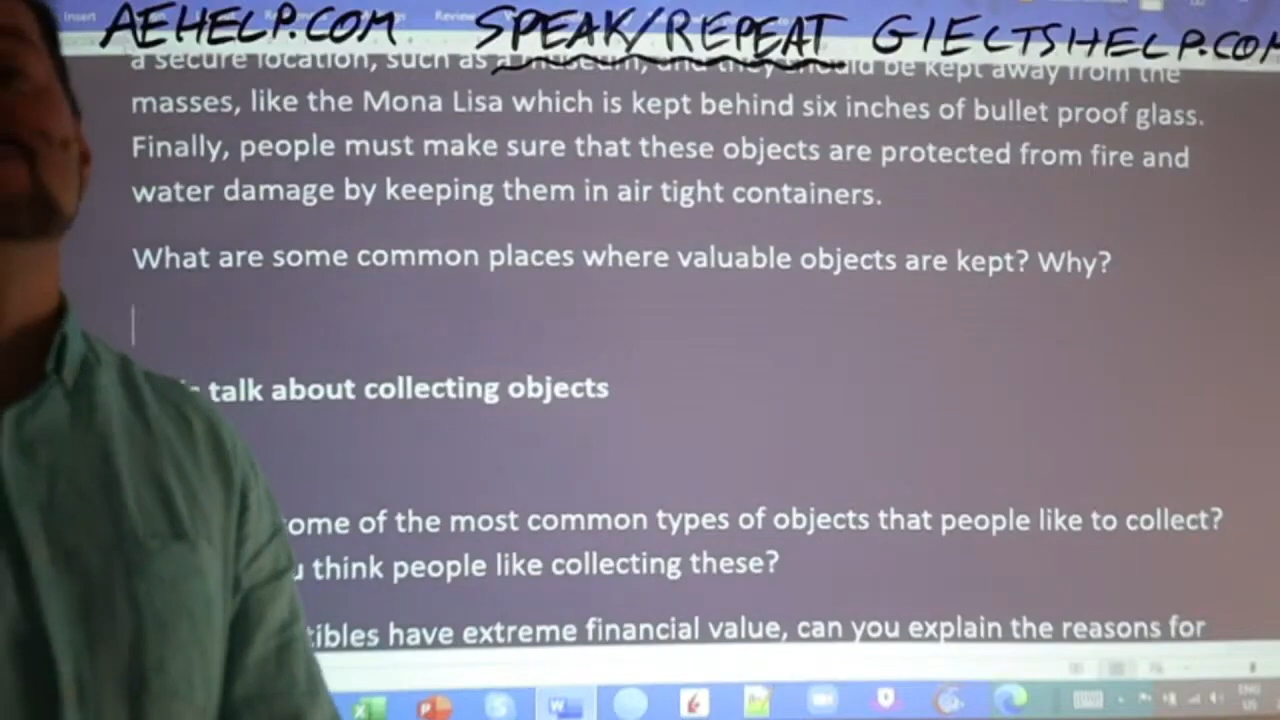 Insert
Review
AEHELP.COM SPEAK/REPEAT GIELTSHELP.COM
a secure location, such as a museum, and they should be kept away from the
masses, like the Mona Lisa which is kept behind six inches of bullet proof glass.
Finally, people must make sure that these objects are protected from fire and
water damage by keeping them in air tight containers.
What are some common places where valuable objects are kept? Why?
talk about collecting objects
some of the most common types of objects that people like to collect?
think people like collecting these?
tibles have extreme financial value, can you explain the reasons for
ENG
US